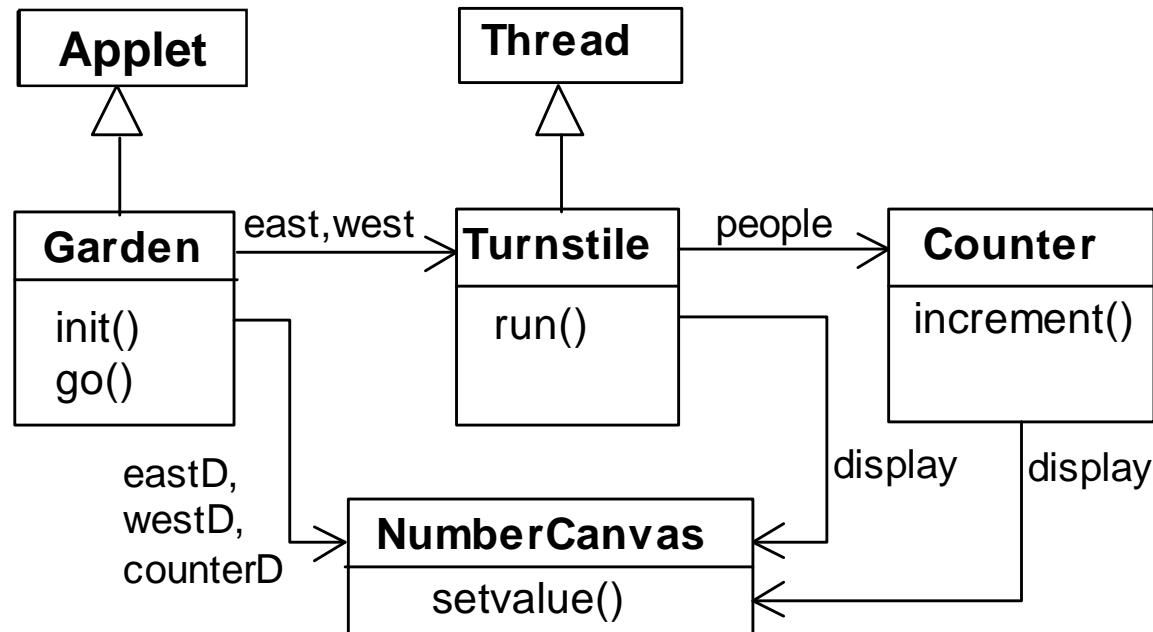 Applet
Thread
Garden
init()
go()
east,west
Turnstile
run()
people
Counter
increment()
eastD,
westD,
counterD
display
display
NumberCanvas
setvalue()